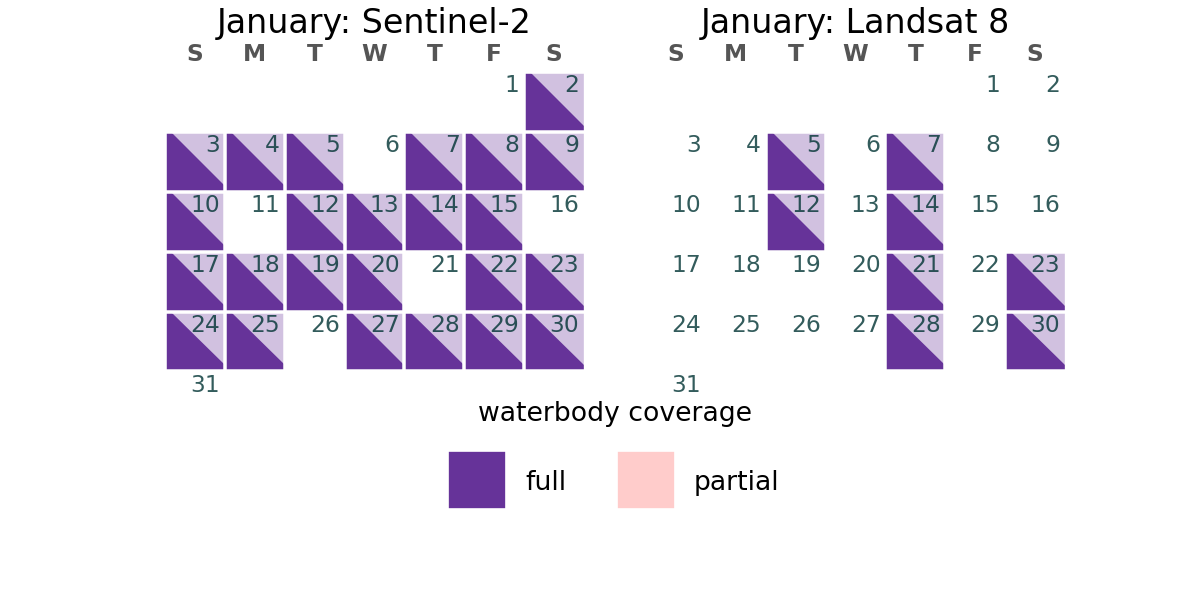 January: Sentinel-2
S M T W T F S
1 2
3 4 5 6 7 8 9
10 11 12 13 14 15 16
17 18 19 20 21 22 23
24 25 26 27 28 29 30
31
January: Landsat 8
S M T W T F S
1 2
3 4 5 6 7 8 9
10 11 12 13 14 15 16
17 18 19 20 21 22 23
24 25 26 27 28 29 30
31
waterbody coverage
full
partial